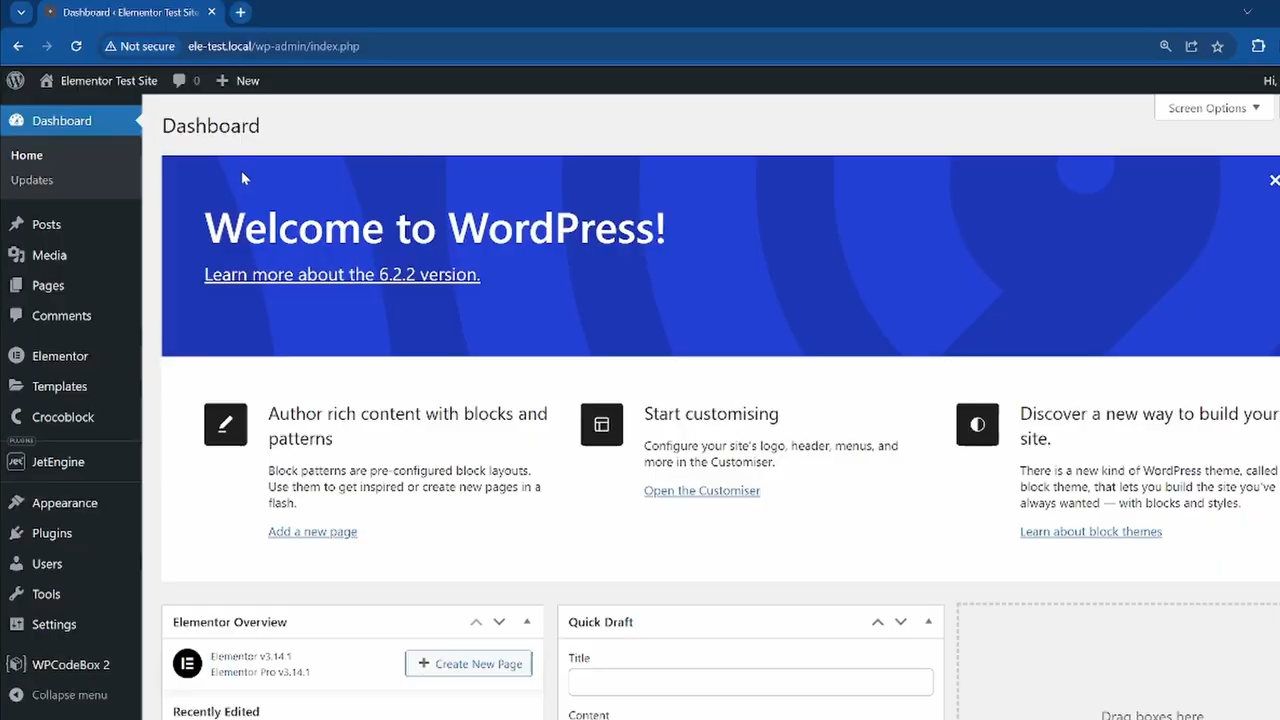 Dashboard ‹ Elementor Test Site
Not secure
ele-test.local/wp-admin/index.php
Elementor Test Site
0
New
Hi,
Screen Options
Dashboard
Home
Updates
Posts
Media
Pages
Comments
Elementor
Templates
Crocoblock
PLUGINS
JetEngine
Appearance
Plugins
Users
Tools
Settings
WPCodeBox 2
Collapse menu
Dashboard
Welcome to WordPress!
Learn more about the 6.2.2 version.
Author rich content with blocks and
patterns
Block patterns are pre-configured block layouts.
Use them to get inspired or create new pages in a
flash.
Add a new page
Start customising
Configure your site's logo, header, menus, and
more in the Customiser.
Open the Customiser
Discover a new way to build your
site.
There is a new kind of WordPress theme, called
block theme, that lets you build the site you've
always wanted — with blocks and styles.
Learn about block themes
Elementor Overview
Elementor v3.14.1
Elementor Pro v3.14.1
Create New Page
Recently Edited
Quick Draft
Title
Content
Drag boxes here